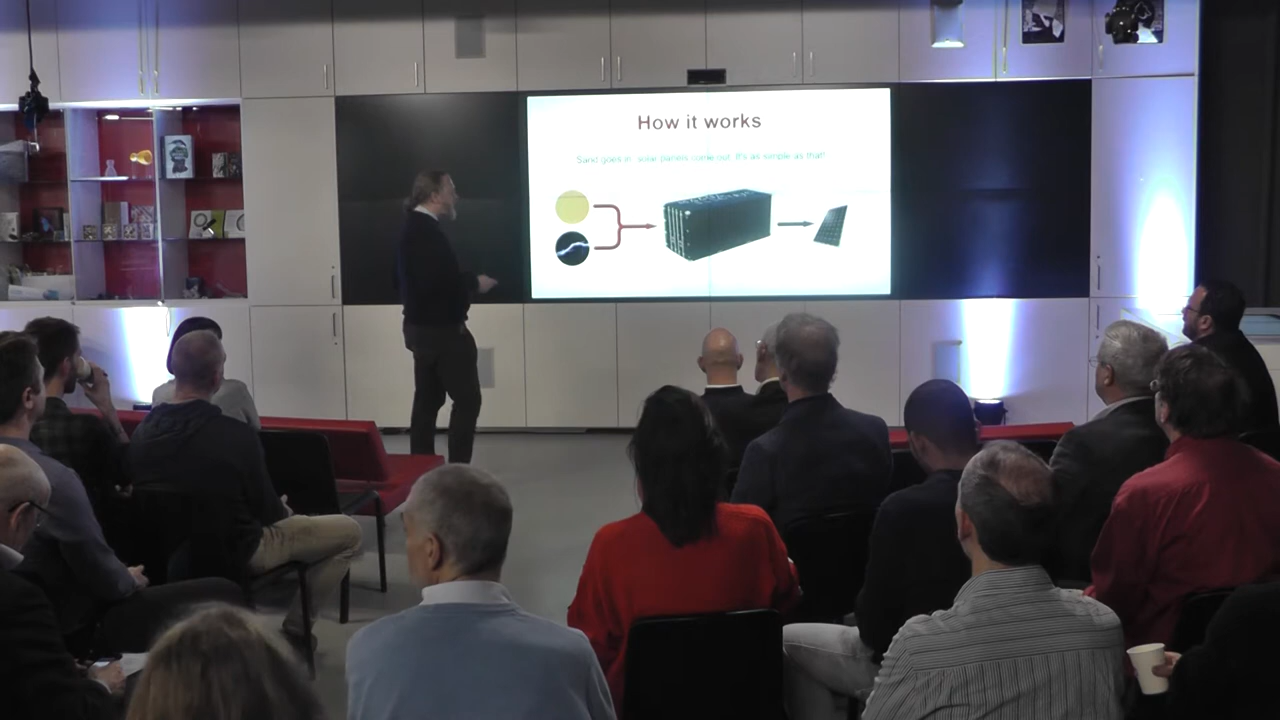 How it works
Sand goes in, solar panels come out. It's as simple as that!